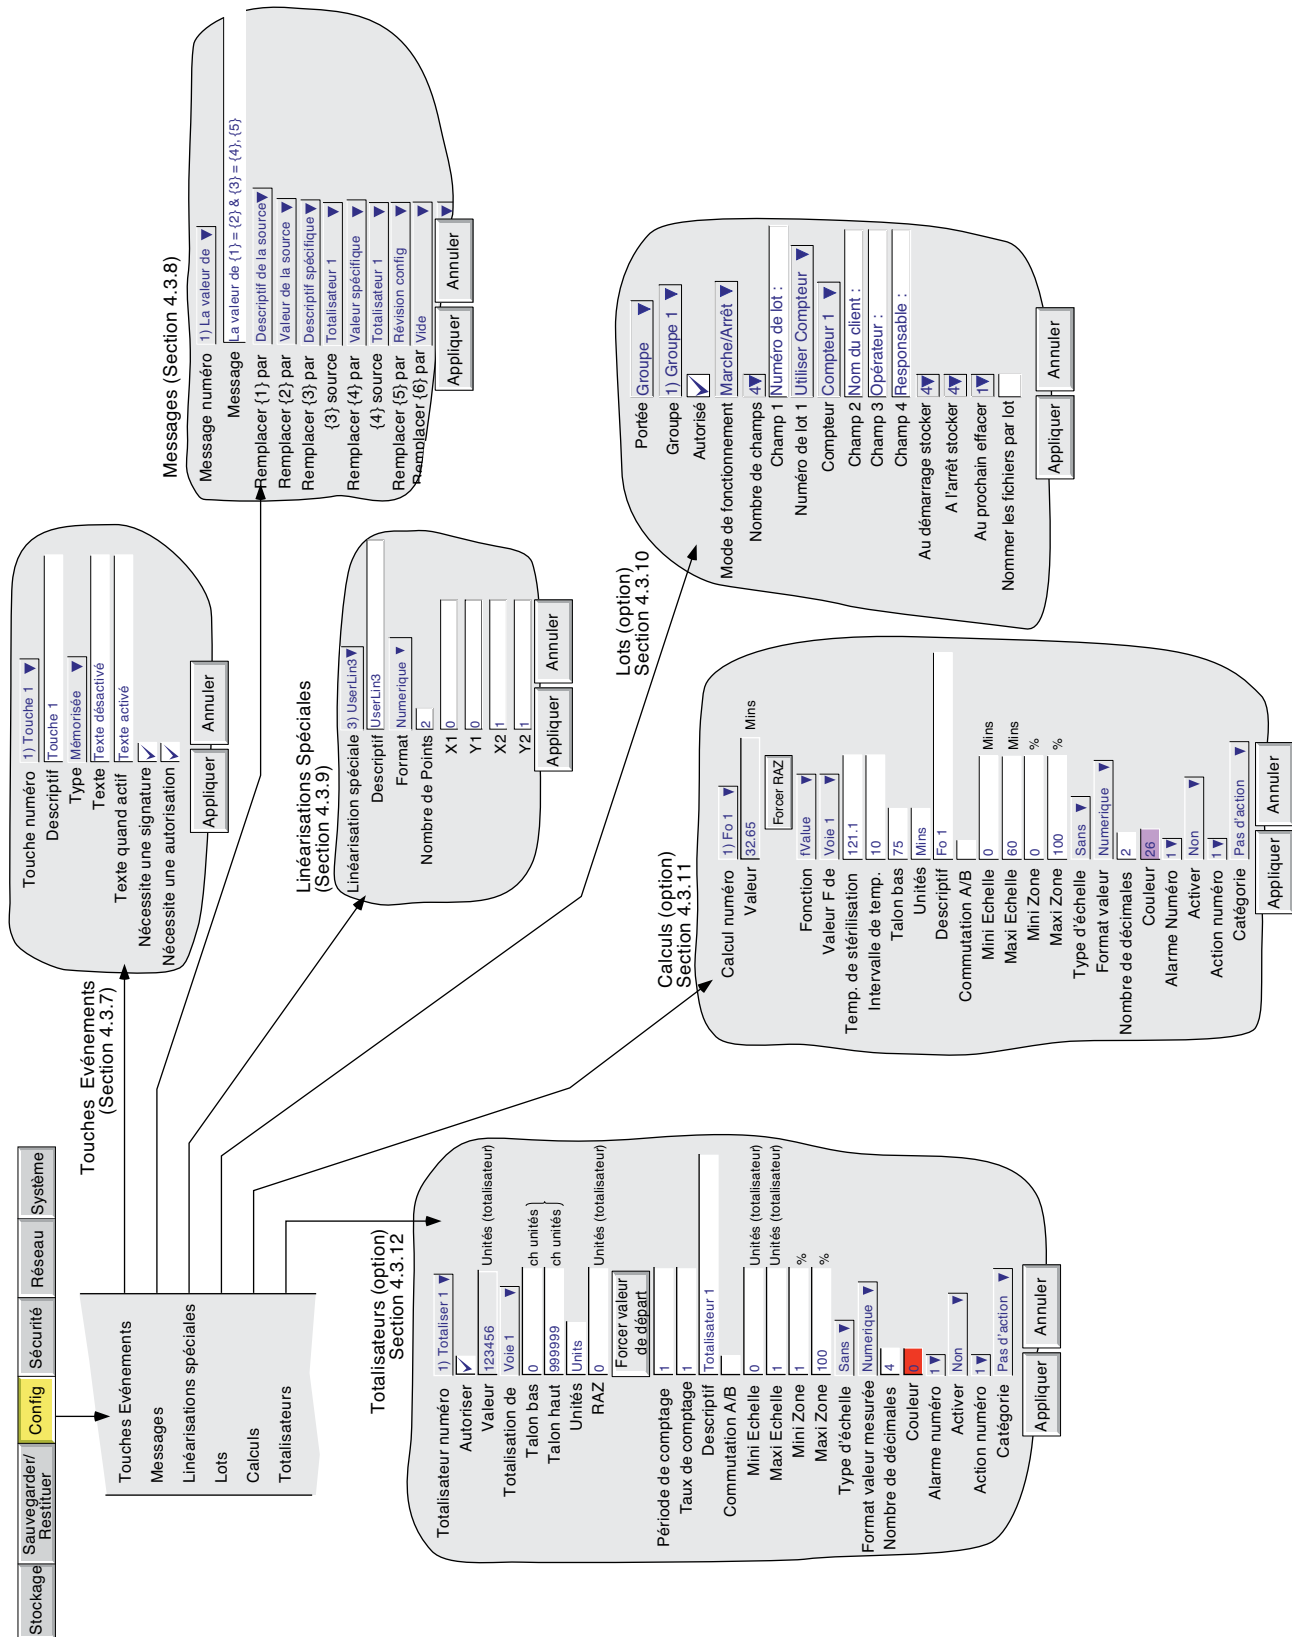 Stockage
Sauvegarder/
Restituer
Config
Sécurité
Réseau
Système
Touches Evénements
Messages
Linéarisations spéciales
Lots
Calculs
Totalisateurs
Touches Evénements
(Section 4.3.7)
Touche numéro 1) Touche 1
Descriptif Touche 1
Type Mémorisée
Texte Texte désactivé
Texte quand actif Texte activé
Nécessite une signature
Nécessite une autorisation
Appliquer Annuler
Messages (Section 4.3.8)
Message numéro 1) La valeur de
Message La valeur de {1} = {2} & {3} = {4}, {5}
Remplacer {1} par Descriptif de la source
Remplacer {2} par Valeur de la source
Remplacer {3} par Descriptif spécifique
{3} source Totalisateur 1
Remplacer {4} par Valeur spécifique
{4} source Totalisateur 1
Remplacer {5} par Révision config
Remplacer {6} par Vide
Appliquer Annuler
Linéarisations Spéciales
(Section 4.3.9)
Linéarisation spéciale 3) UserLin3
Descriptif UserLin3
Format Numerique
Nombre de Points 2
X1 0
Y1 0
X2 1
Y2 1
Appliquer Annuler
Lots (option)
Section 4.3.10
Portée Groupe
Groupe 1) Groupe 1
Autorisé
Mode de fonctionnement Marche/Arrêt
Nombre de champs 4
Champ 1 Numéro de lot :
Numéro de lot 1 Utiliser Compteur
Compteur Compteur 1
Champ 2 Nom du client :
Champ 3 Opérateur :
Champ 4 Responsable :
Au démarrage stocker 4
A l'arrêt stocker 4
Au prochain effacer 1
Nommer les fichiers par lot
Appliquer Annuler
Calculs (option)
Section 4.3.11
Calcul numéro 1) Fo 1
Valeur 32.65 Mins
Forcer RAZ
Fonction fValue
Valeur F de Voie 1
Temp. de stérilisation 121.1
Intervalle de temp. 10
Talon bas 75
Unités Mins
Descriptif Fo 1
Commutation A/B
Mini Echelle 0 Mins
Maxi Echelle 60 Mins
Mini Zone 0 %
Maxi Zone 100 %
Type d'échelle Sans
Format valeur Numerique
Nombre de décimales 2
Couleur 26
Alarme Numéro 1
Activer Non
Action numéro 1
Catégorie Pas d'action
Appliquer Annuler
Totalisateurs (option)
Section 4.3.12
Totalisateur numéro 1) Totaliser 1
Autoriser
Valeur 123456 Unités (totalisateur)
Totalisation de Voie 1
Talon bas 0 ch unités
Talon haut 999999 ch unités
Unités Units
RAZ 0 Unités (totalisateur)
Forcer valeur
de départ
Période de comptage 1
Taux de comptage 1
Descriptif Totalisateur 1
Commutation A/B
Mini Echelle 0 Unités (totalisateur)
Maxi Echelle 1 Unités (totalisateur)
Mini Zone 1 %
Maxi Zone 100 %
Type d'échelle Sans
Format valeur mesurée Numerique
Nombre de décimales 4
Couleur 0
Alarme numéro 1
Activer Non
Action numéro 1
Catégorie Pas d'action
Appliquer Annuler